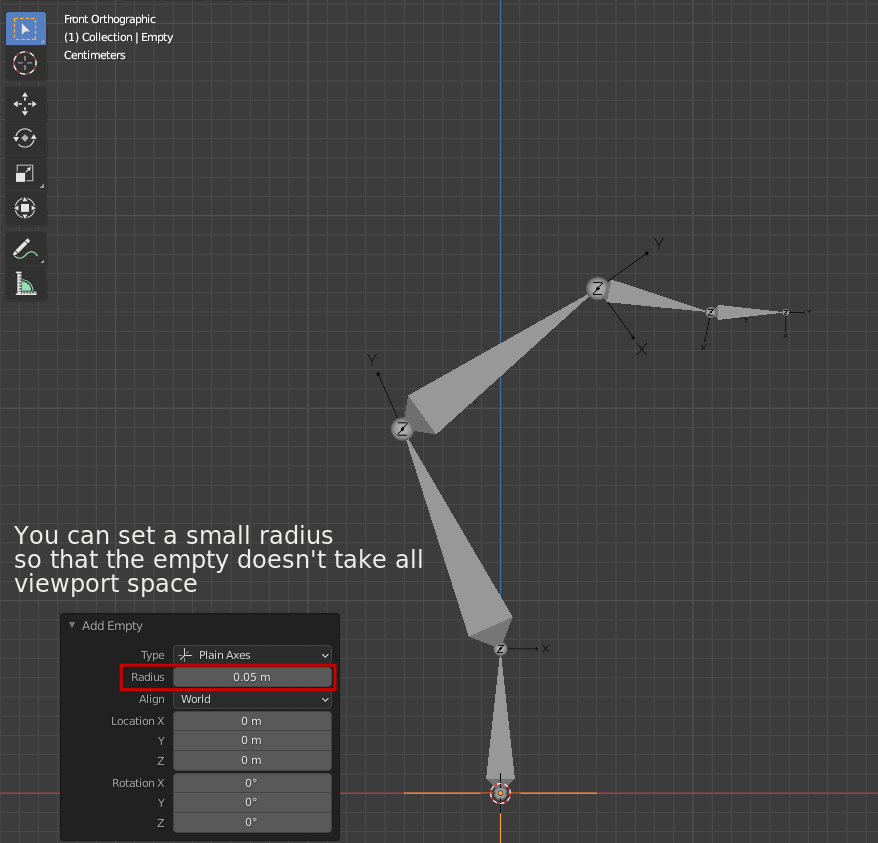 Front Orthographic
(1) Collection | Empty
Centimeters
Y
Z
X
Z
Y
X
Z
Y
X
Y
Z
Z
X
You can set a small radius
so that the empty doesn't take all
viewport space
Add Empty
Type Plain Axes
Radius 0.05 m
Align World
Location X 0 m
Y 0 m
Z 0 m
Rotation X 0°
Y 0°
Z 0°